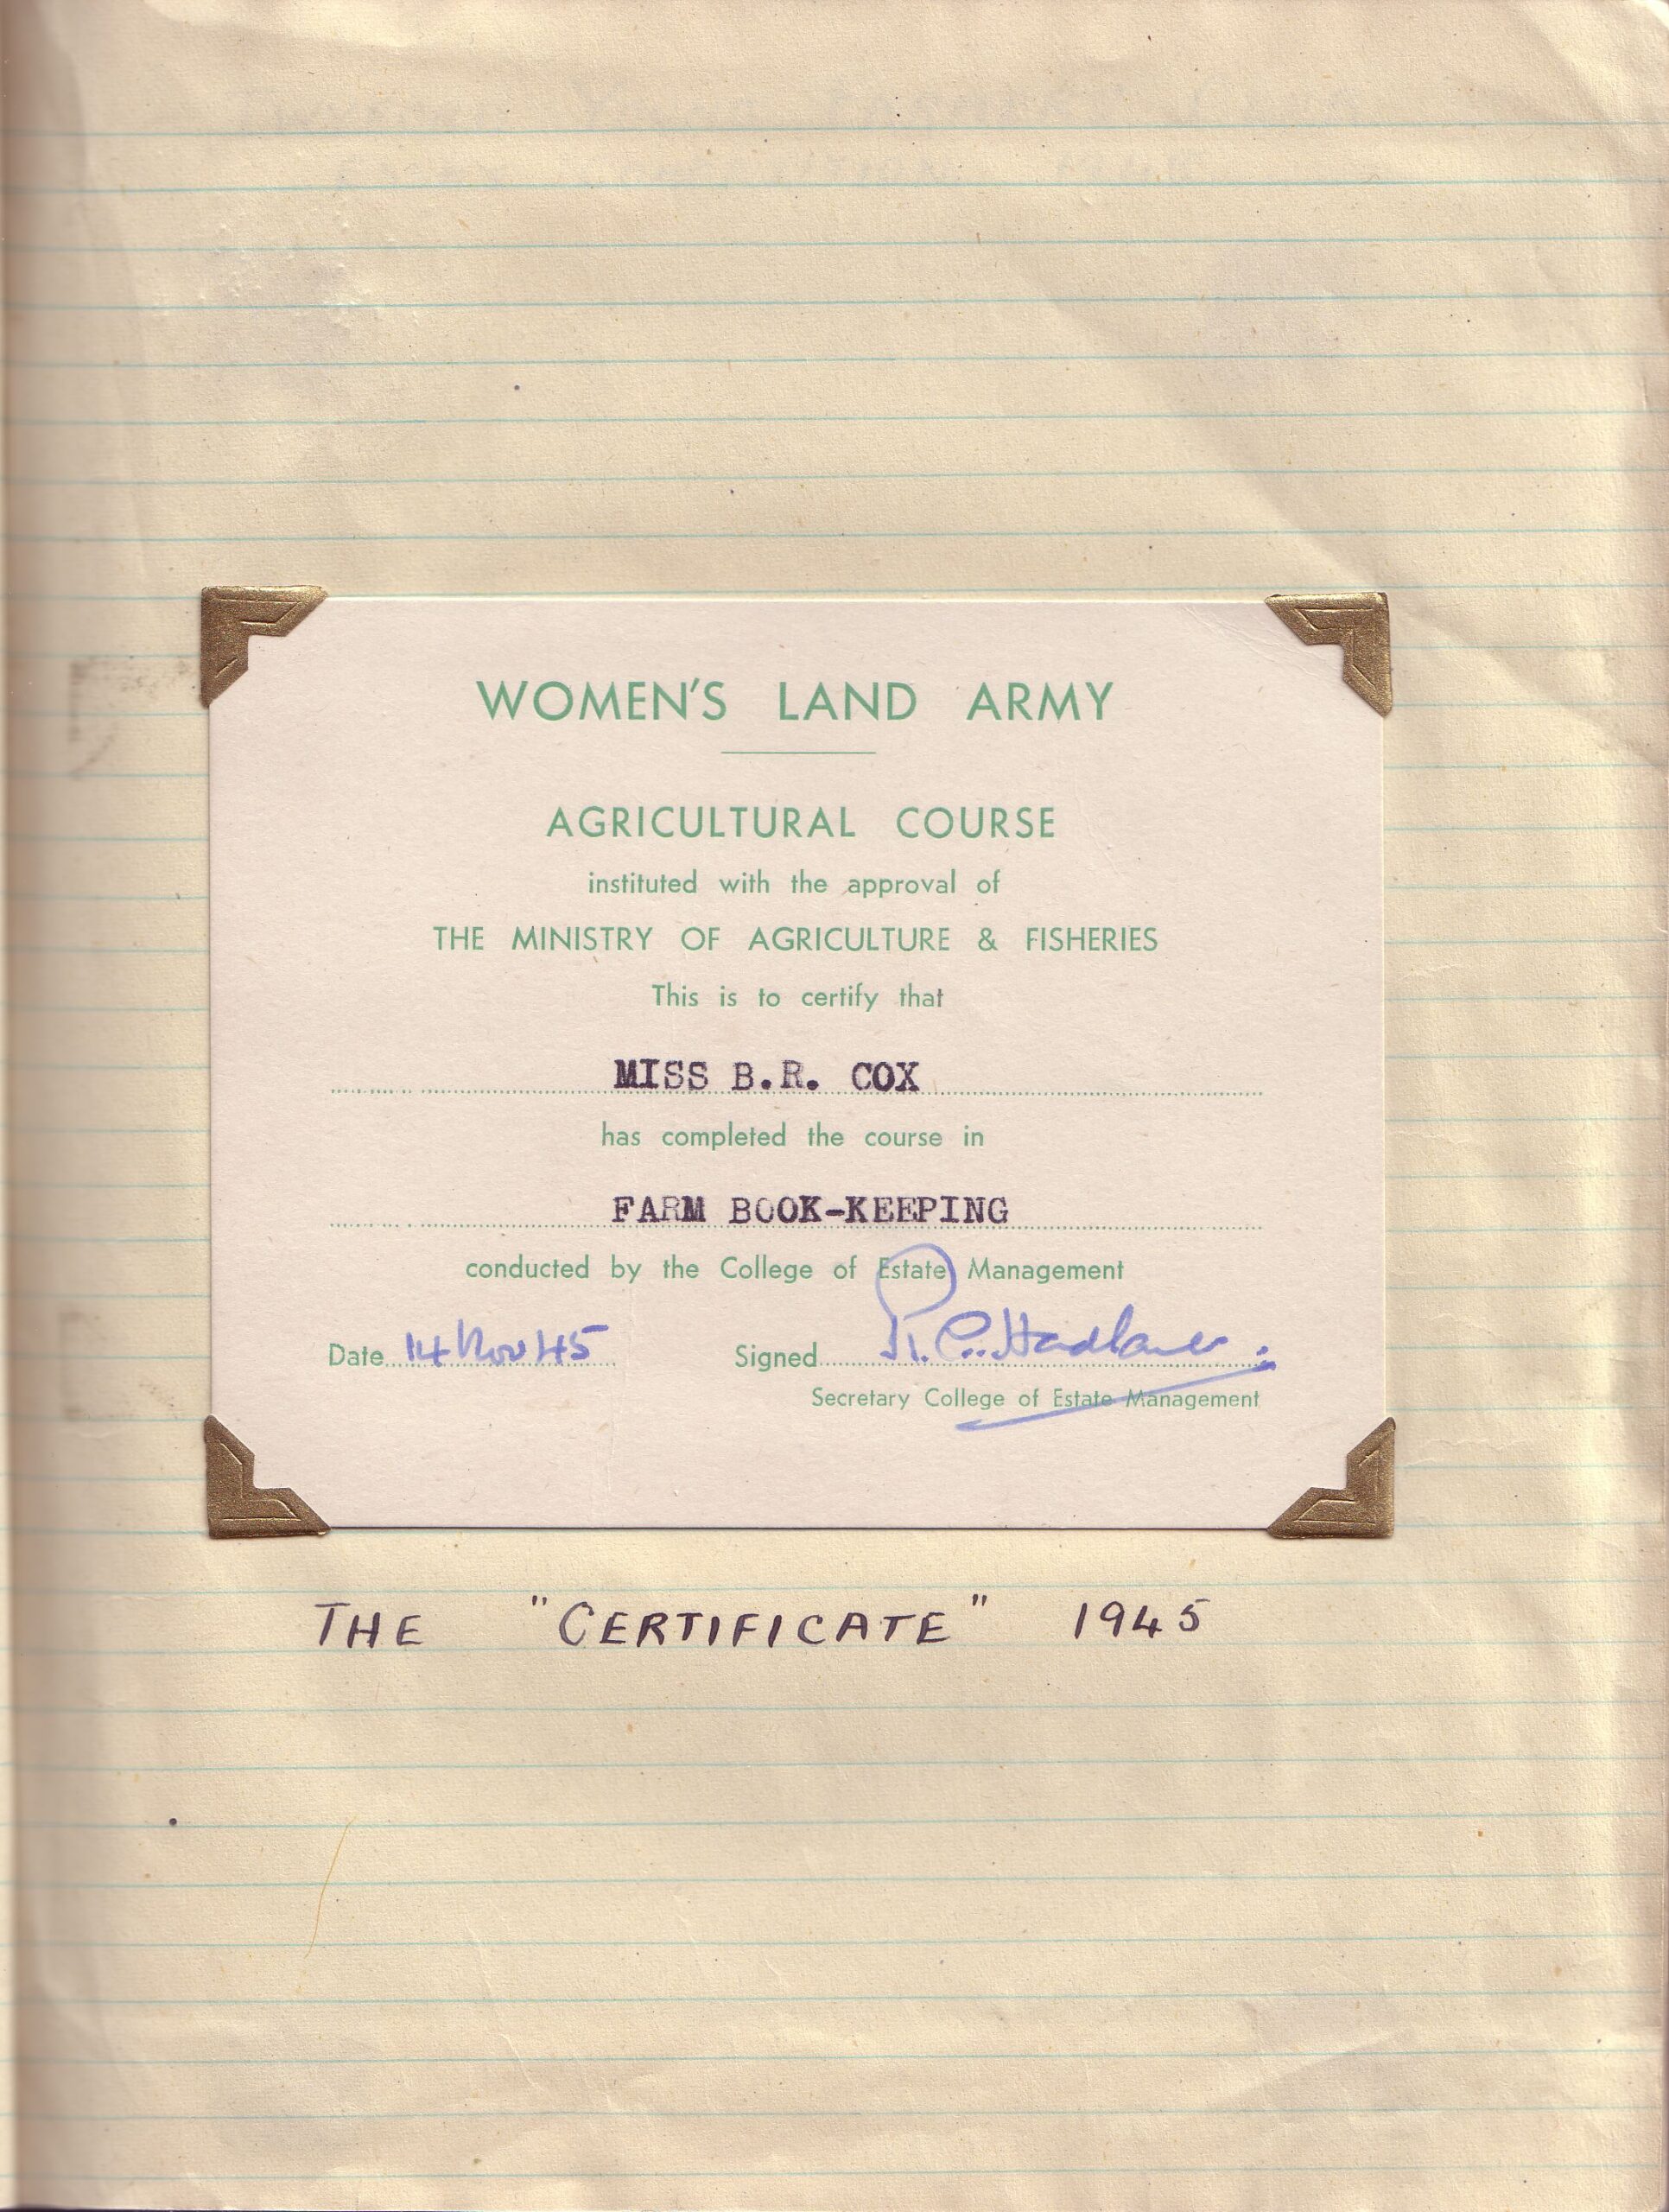 WOMEN'S LAND ARMY
AGRICULTURAL COURSE
instituted with the approval of
THE MINISTRY OF AGRICULTURE & FISHERIES
This is to certify that
MISS B.R. COX
has completed the course in
FARM BOOK-KEEPING
conducted by the College of Estate Management
Date 14 Nov 45 Signed
Secretary College of Estate Management
THE "CERTIFICATE" 1945